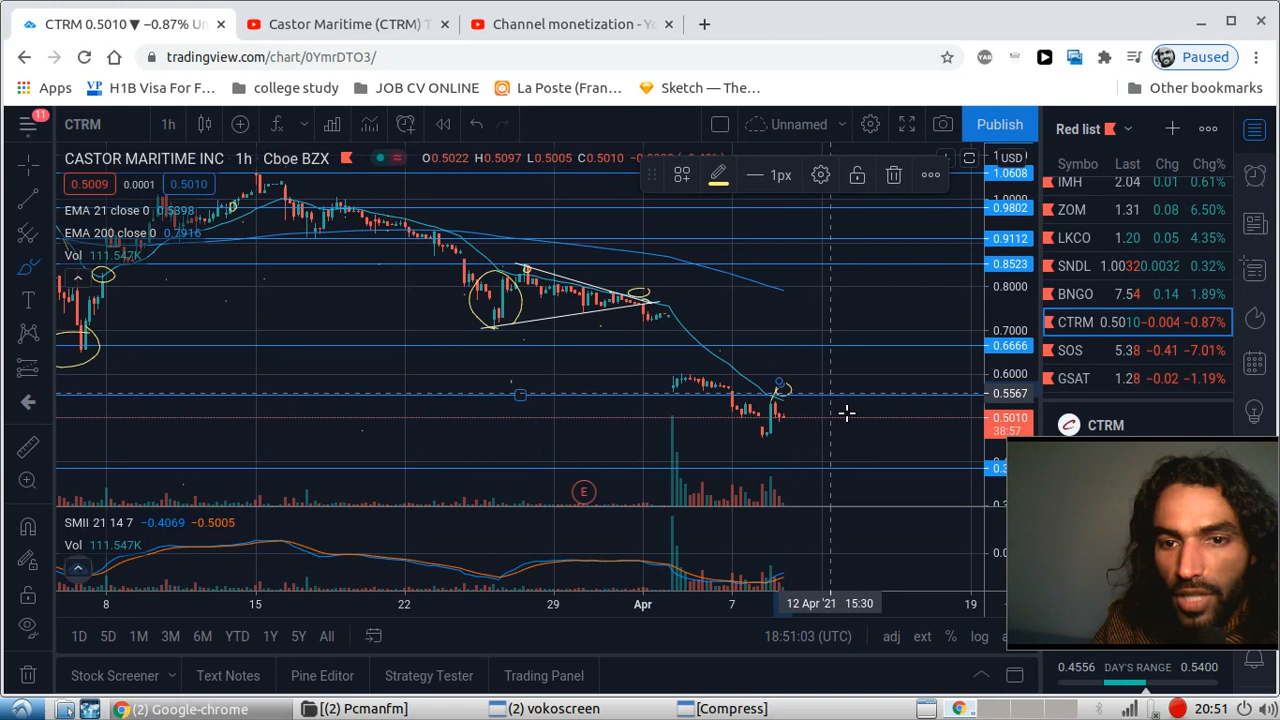 CTRM 0.5010 ▼ −0.87% Un
Castor Maritime (CTRM) T
Channel monetization - Yo
tradingview.com/chart/0YmrDTO3/
YAB
Paused
Apps
VP
H1B Visa For F...
college study
JOB CV ONLINE
La Poste (Fran...
Sketch — The...
Other bookmarks
11
CTRM
1h
Unnamed
Publish
Red list
CASTOR MARITIME INC 1h Cboe BZX
O0.5022 H0.5097 L0.5005 C0.5010
USD
Symbo
Last
Chg
Chg%
0.5009
0.0001
0.5010
1px
1.0608
IMH 2.04 0.01 0.61%
EMA 21 close 0 0.5398
0.9802
ZOM 1.31 0.08 6.50%
EMA 200 close 0 0.7916
0.9112
LKCO 1.20 0.05 4.35%
Vol 111.547K
0.8523
SNDL 1.0032 0.0032 0.32%
0.8000
BNGO 7.54 0.14 1.89%
0.7000
CTRM 0.5010 −0.004 −0.87%
0.6666
SOS 5.38 −0.41 −7.01%
0.6000
GSAT 1.28 −0.02 −1.19%
0.5567
0.5010
38:57
CTRM
E
SMII 21 14 7 −0.4069 −0.5005
Vol 111.547K
8
15
22
29
Apr
7
12 Apr '21 15:30
19
1D 5D 1M 3M 6M YTD 1Y 5Y All
18:51:03 (UTC)
adj ext % log
0.4556
DAY'S RANGE
0.5400
Stock Screener
Text Notes
Pine Editor
Strategy Tester
Trading Panel
(2) Google-chrome
[(2) Pcmanfm]
(2) vokoscreen
[Compress]
20:51